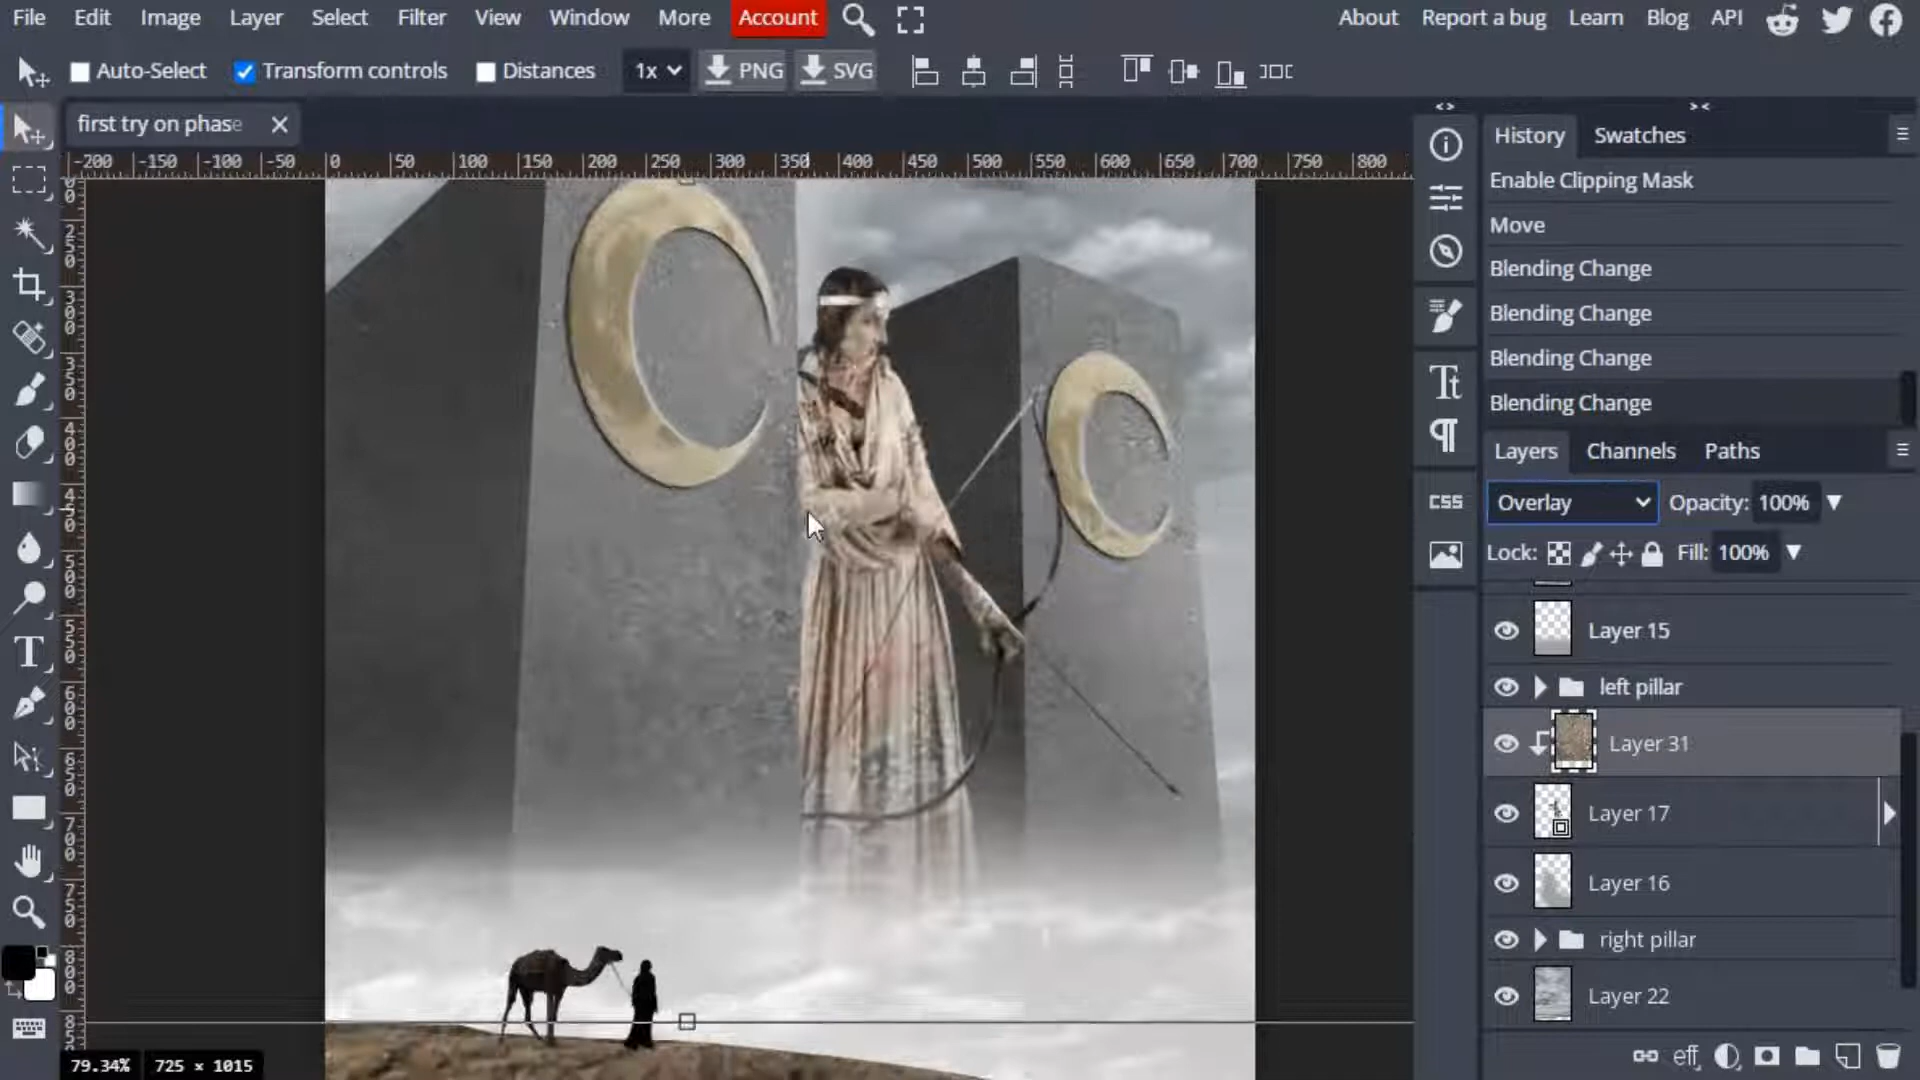 File Edit Image Layer Select Filter View Window More Account About Report a bug Learn Blog API
Auto-Select Transform controls Distances 1x PNG SVG
first try on phase
-200 -150 -100 -50 0 50 100 150 200 250 300 350 400 450 500 550 600 650 700 750 800
History Swatches
Enable Clipping Mask
Move
Blending Change
Blending Change
Blending Change
Blending Change
Layers Channels Paths
CSS
Overlay Opacity: 100%
Lock: Fill: 100%
Layer 15
left pillar
Layer 31
Layer 17
Layer 16
right pillar
Layer 22
eff
79.34% 725 × 1015